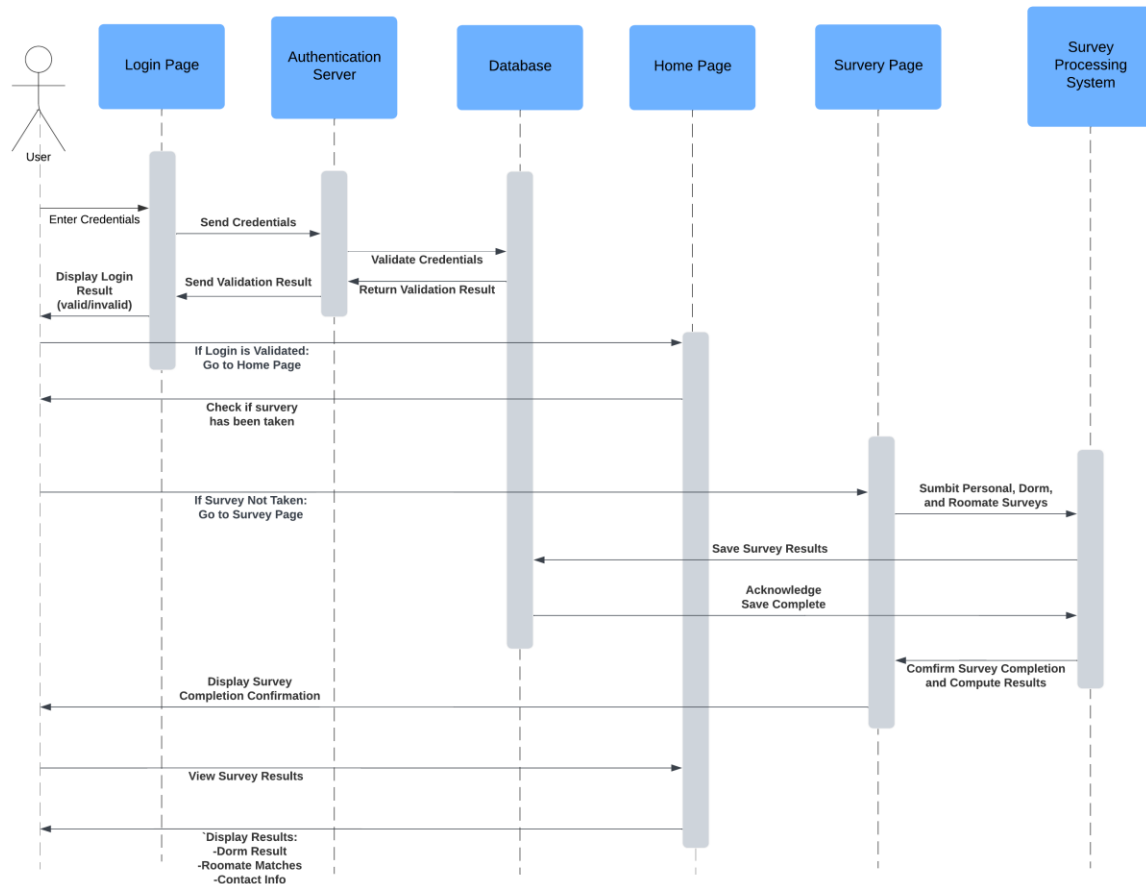 Login Page
Authentication
Server
Database
Home Page
Survery Page
Survey
Processing
System
User
Enter Credentials
Send Credentials
Validate Credentials
Return Validation Result
Send Validation Result
Display Login
Result
(valid/invalid)
If Login is Validated:
Go to Home Page
Check if survery
has been taken
If Survey Not Taken:
Go to Survey Page
Sumbit Personal, Dorm,
and Roomate Surveys
Save Survey Results
Acknowledge
Save Complete
Comfirm Survey Completion
and Compute Results
Display Survey
Completion Confirmation
View Survey Results
`Display Results:
-Dorm Result
-Roomate Matches
-Contact Info